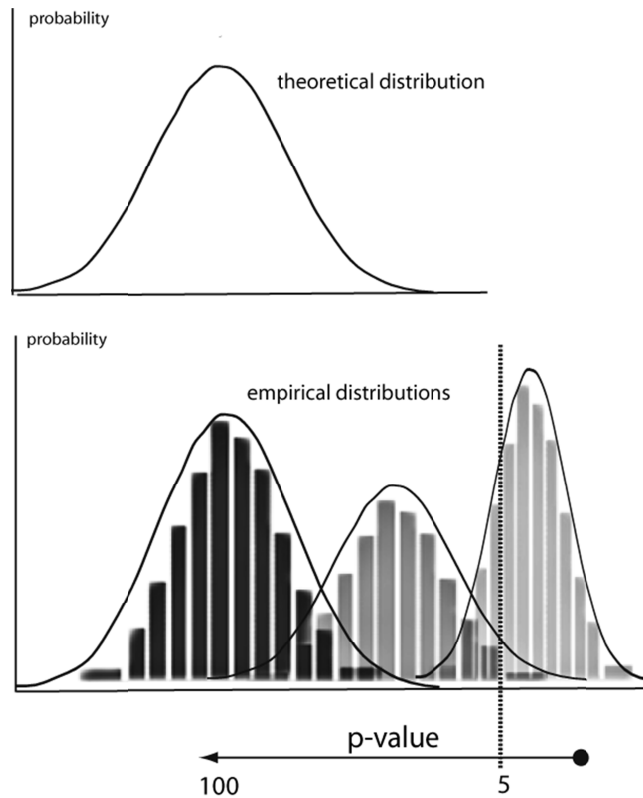 probability
theoretical distribution
probability
empirical distributions
p-value
100
5